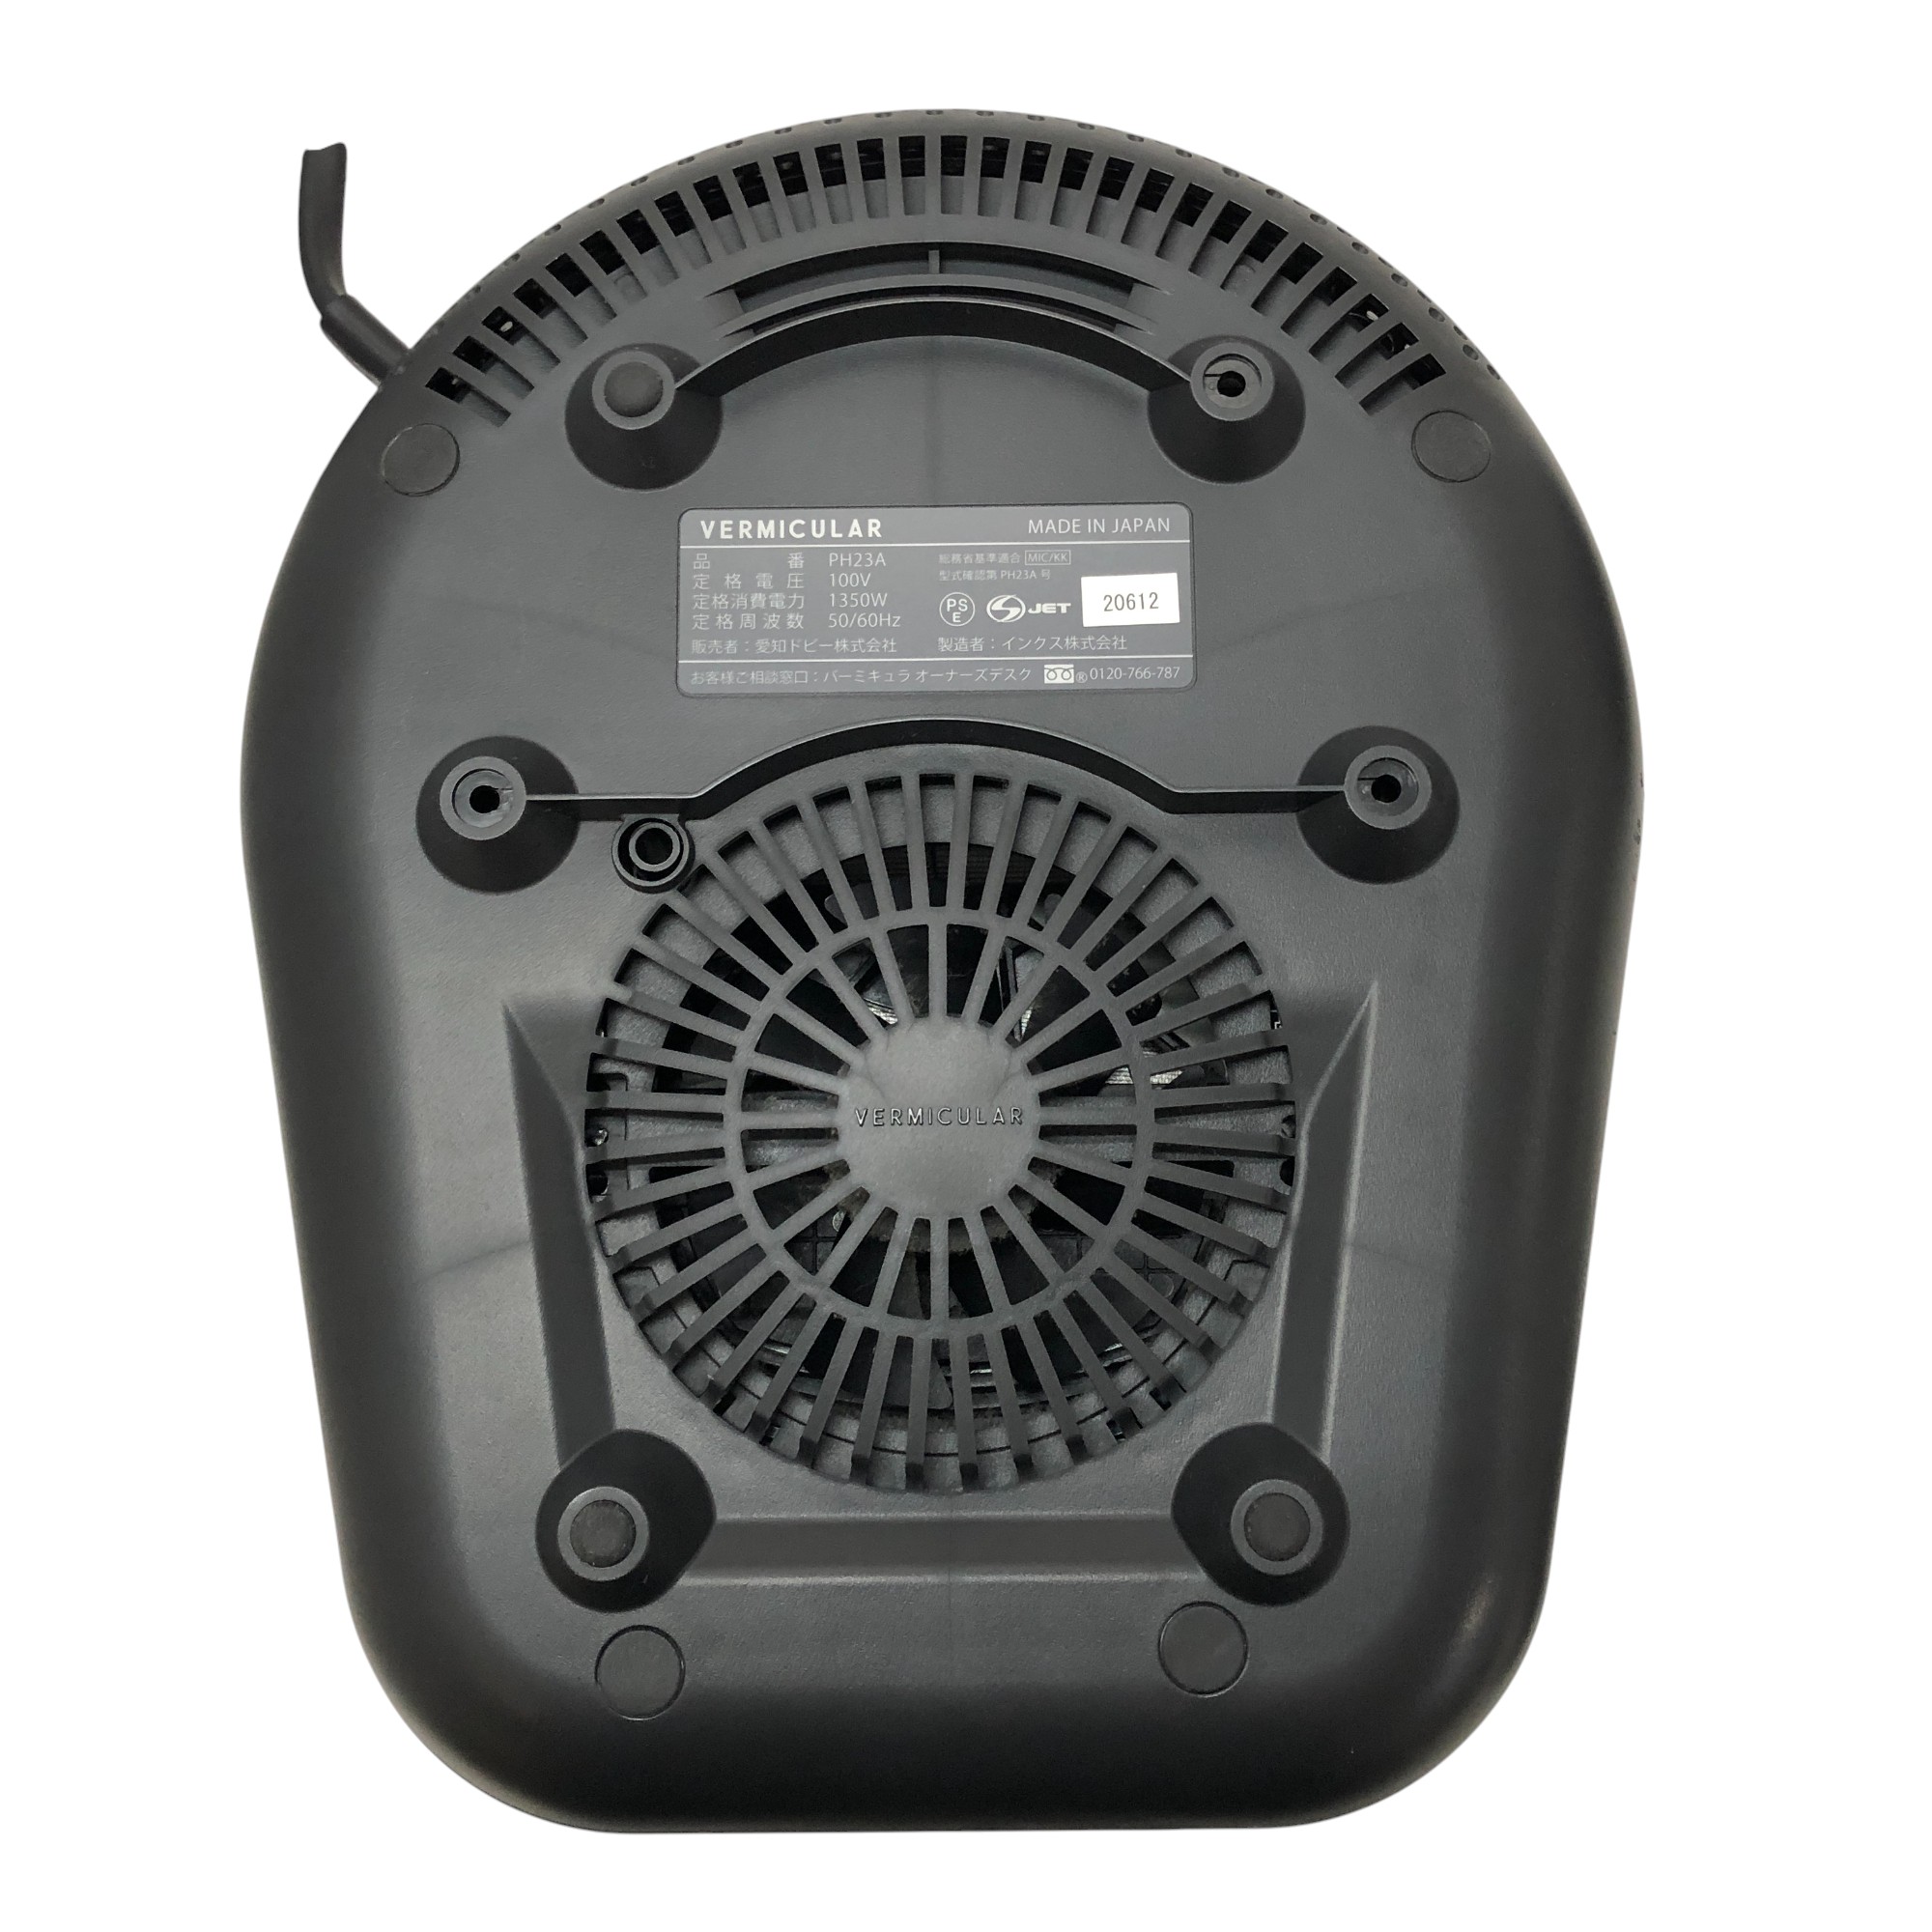 VERMICULAR MADE IN JAPAN
品番 PH23A
定格電圧 100V
定格消費電力 1350W
定格周波数 50/60Hz
総務省基準適合 MIC/KK
型式確認第 PH23A 号
PS E JET 20612
販売者：愛知ドビー株式会社 製造者：インクス株式会社
お客様ご相談窓口：バーミキュラ オーナーズデスク ® 0120-766-787
VERMICULAR